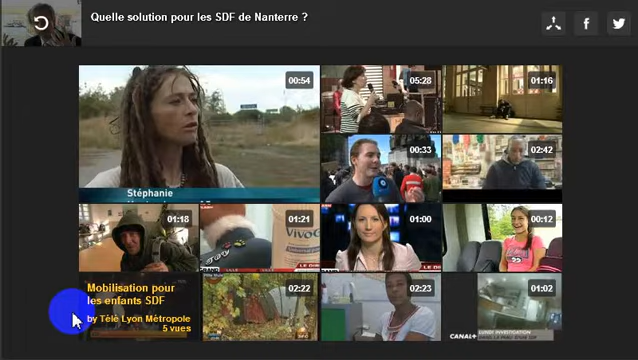 Quelle solution pour les SDF de Nanterre ?
00:54
05:28
01:16
00:33
02:42
Stéphanie
01:18
01:21
01:00
00:12
Mobilisation pour
les enfants SDF
by Télé Lyon Métropole
5 vues
02:22
02:23
01:02
CANAL+ LUNDI INVESTIGATION